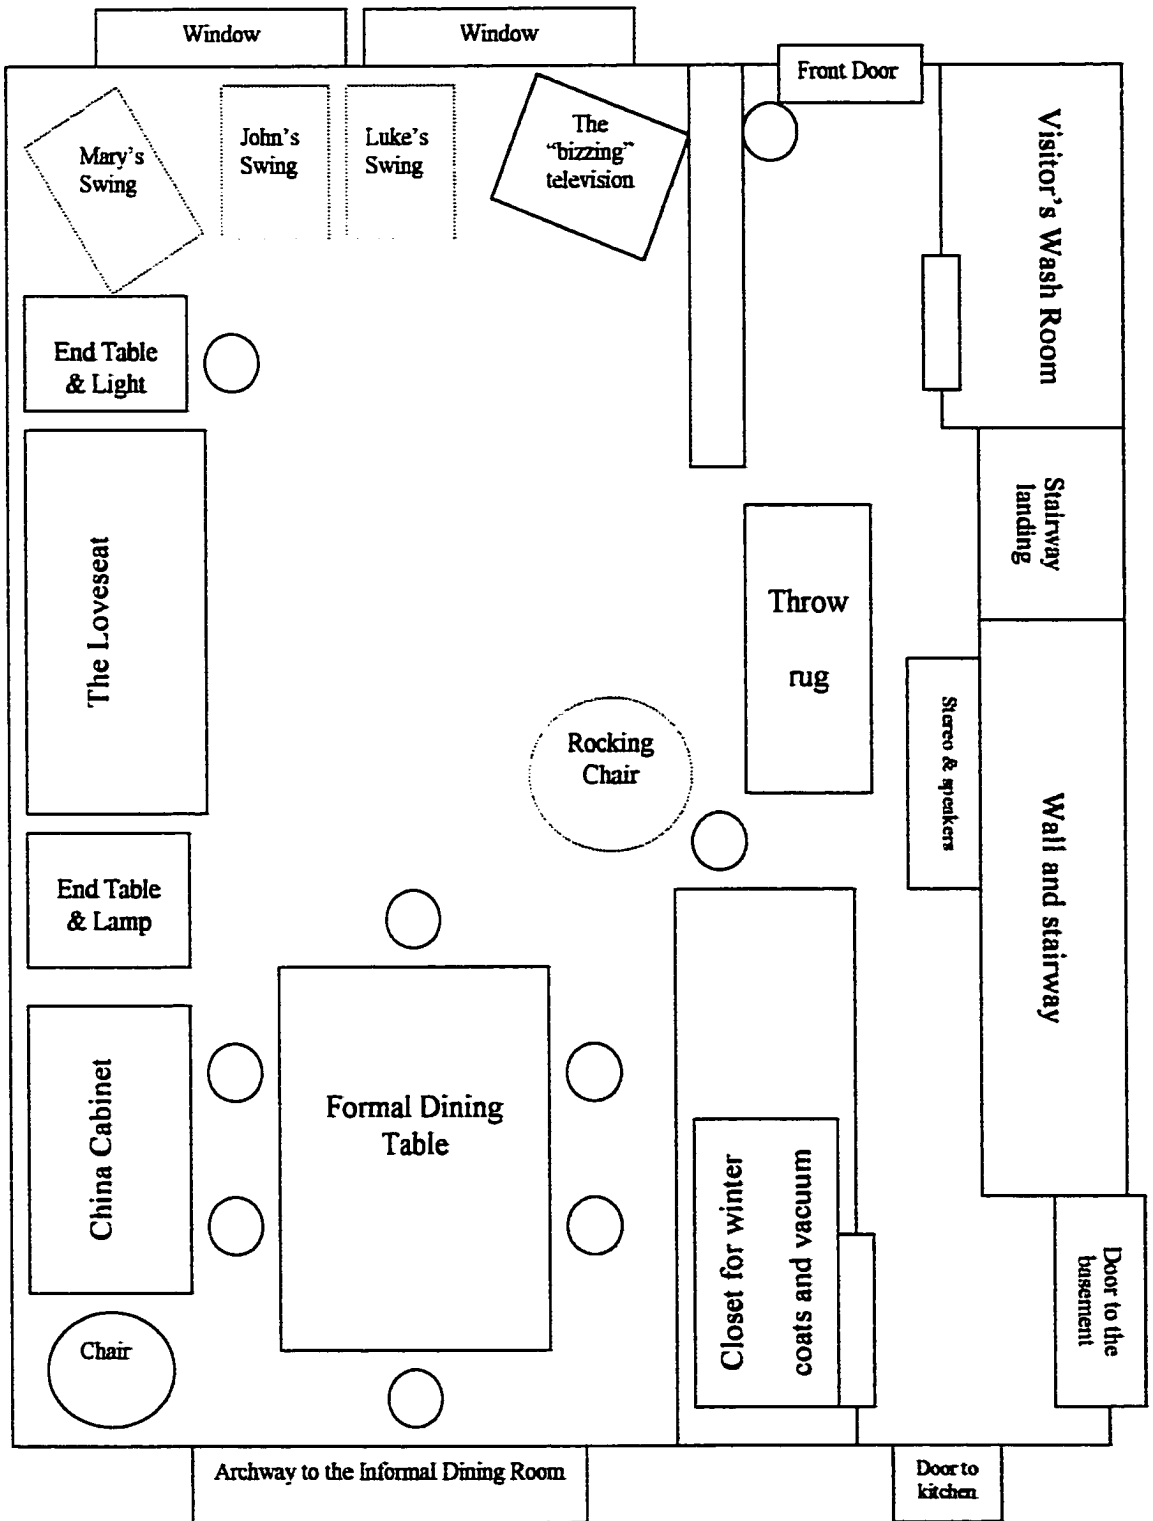 Window
Window
Front Door
Mary's
Swing
John's
Swing
Luke's
Swing
The
"bizzing"
television
Visitor's Wash Room
End Table
& Light
Stairway
landing
The Loveseat
Throw
rug
Rocking
Chair
Stereo & speakers
Wall and stairway
End Table
& Lamp
China Cabinet
Formal Dining
Table
Closet for winter
coats and vacuum
Door to the
basement
Chair
Archway to the Informal Dining Room
Door to
kitchen